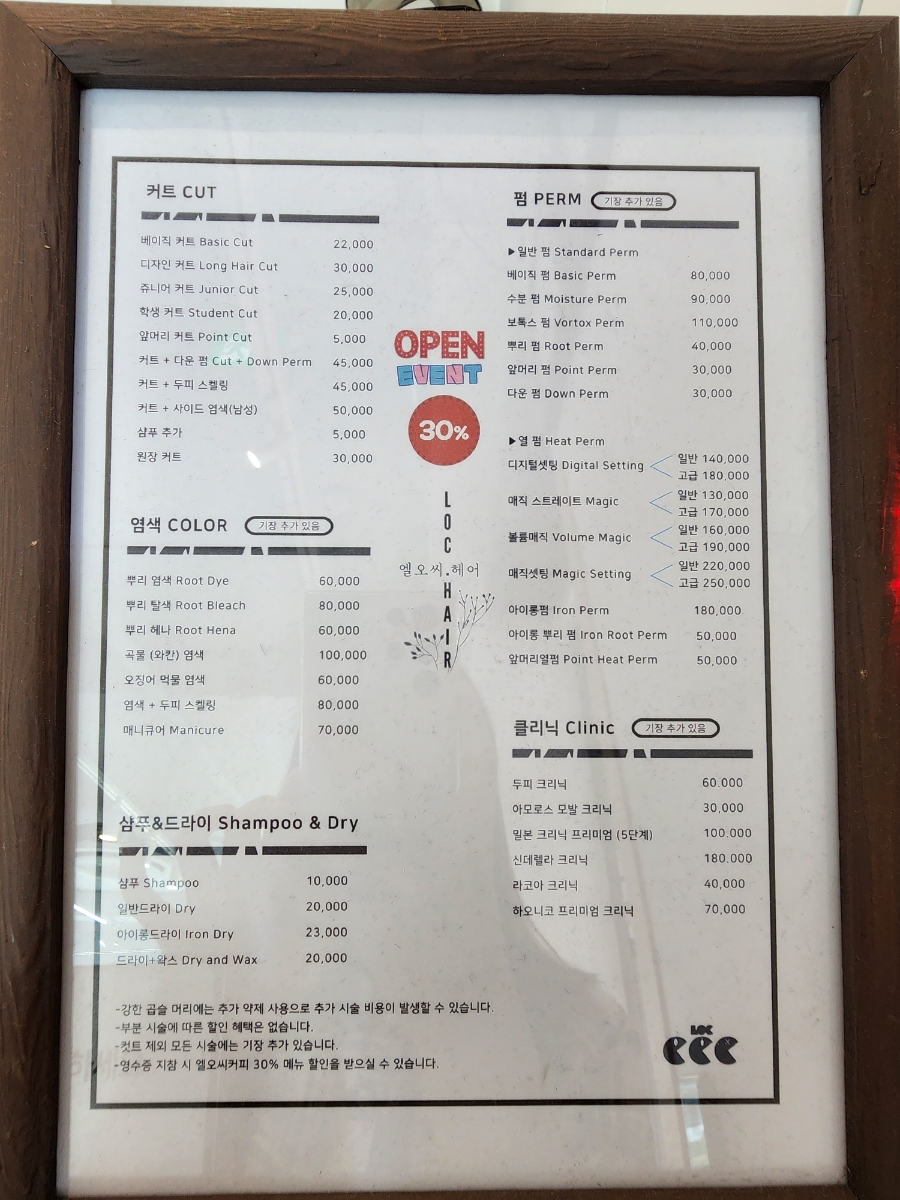 커트 CUT
베이직 커트 Basic Cut 22,000
디자인 커트 Long Hair Cut 30,000
쥬니어 커트 Junior Cut 25,000
학생 커트 Student Cut 20,000
앞머리 커트 Point Cut 5,000
커트 + 다운 펌 Cut + Down Perm 45,000
커트 + 두피 스켈링 45,000
커트 + 사이드 염색(남성) 50,000
샴푸 추가 5,000
원장 커트 30,000
염색 COLOR 기장 추가 있음
뿌리 염색 Root Dye 60,000
뿌리 탈색 Root Bleach 80,000
뿌리 헤나 Root Hena 60,000
곡물 (와칸) 염색 100,000
오징어 먹물 염색 60,000
염색 + 두피 스켈링 80,000
매니큐어 Manicure 70,000
샴푸&드라이 Shampoo & Dry
샴푸 Shampoo 10,000
일반드라이 Dry 20,000
아이롱드라이 Iron Dry 23,000
드라이+왁스 Dry and Wax 20,000
OPEN
EVENT
30%
LOC
엘오씨.헤어
HAIR
펌 PERM 기장 추가 있음
▶일반 펌 Standard Perm
베이직 펌 Basic Perm 80,000
수분 펌 Moisture Perm 90,000
보톡스 펌 Vortox Perm 110,000
뿌리 펌 Root Perm 40,000
앞머리 펌 Point Perm 30,000
다운 펌 Down Perm 30,000
▶열 펌 Heat Perm
디지털셋팅 Digital Setting 일반 140,000
고급 180,000
매직 스트레이트 Magic 일반 130,000
고급 170,000
볼륨매직 Volume Magic 일반 160,000
고급 190,000
매직셋팅 Magic Setting 일반 220,000
고급 250,000
아이롱펌 Iron Perm 180,000
아이롱 뿌리 펌 Iron Root Perm 50,000
앞머리열펌 Point Heat Perm 50,000
클리닉 Clinic 기장 추가 있음
두피 크리닉 60.000
아모로스 모발 크리닉 30,000
밀본 크리닉 프리미엄 (5단계) 100.000
신데렐라 크리닉 180.000
라코아 크리닉 40,000
하오니코 프리미엄 크리닉 70,000
-강한 곱슬 머리에는 추가 약제 사용으로 추가 시술 비용이 발생할 수 있습니다.
-부분 시술에 따른 할인 혜택은 없습니다.
-컷트 제외 모든 시술에는 기장 추가 있습니다.
-영수증 지참 시 엘오씨커피 30% 메뉴 할인을 받으실 수 있습니다.
LOC